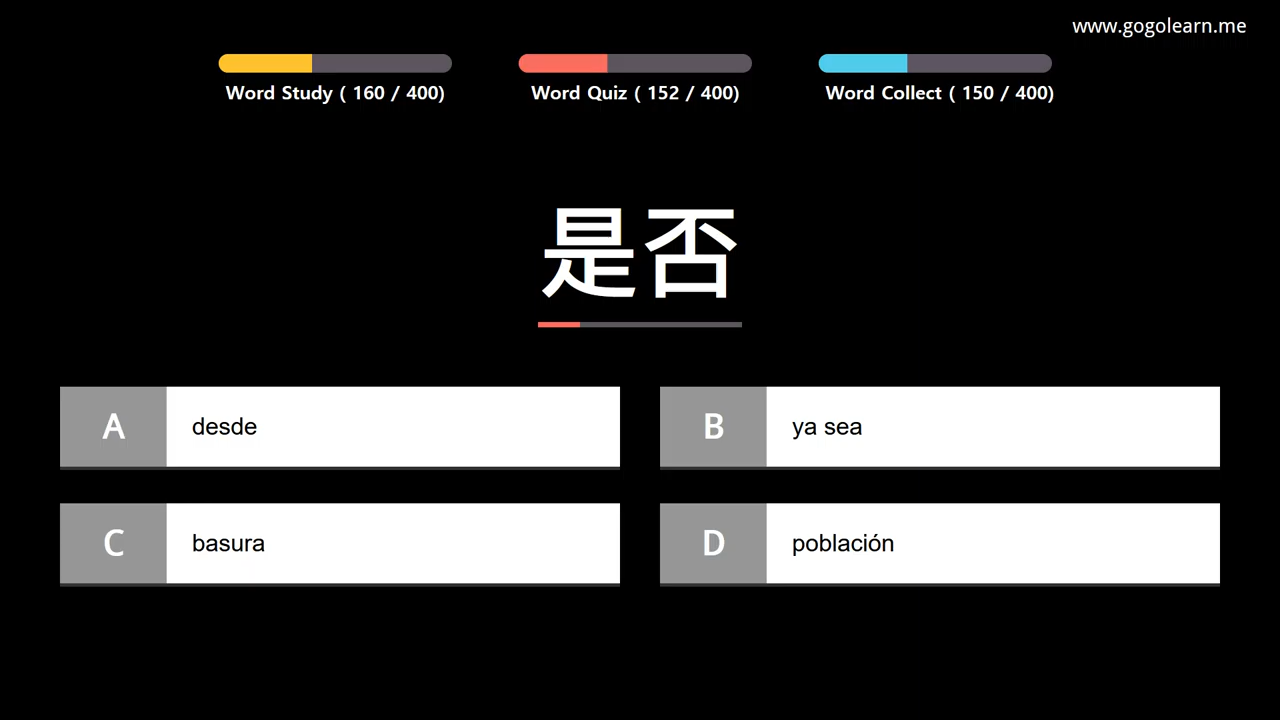 www.gogolearn.me
Word Study ( 160 / 400)
Word Quiz ( 152 / 400)
Word Collect ( 150 / 400)
是否
A desde
B ya sea
C basura
D población